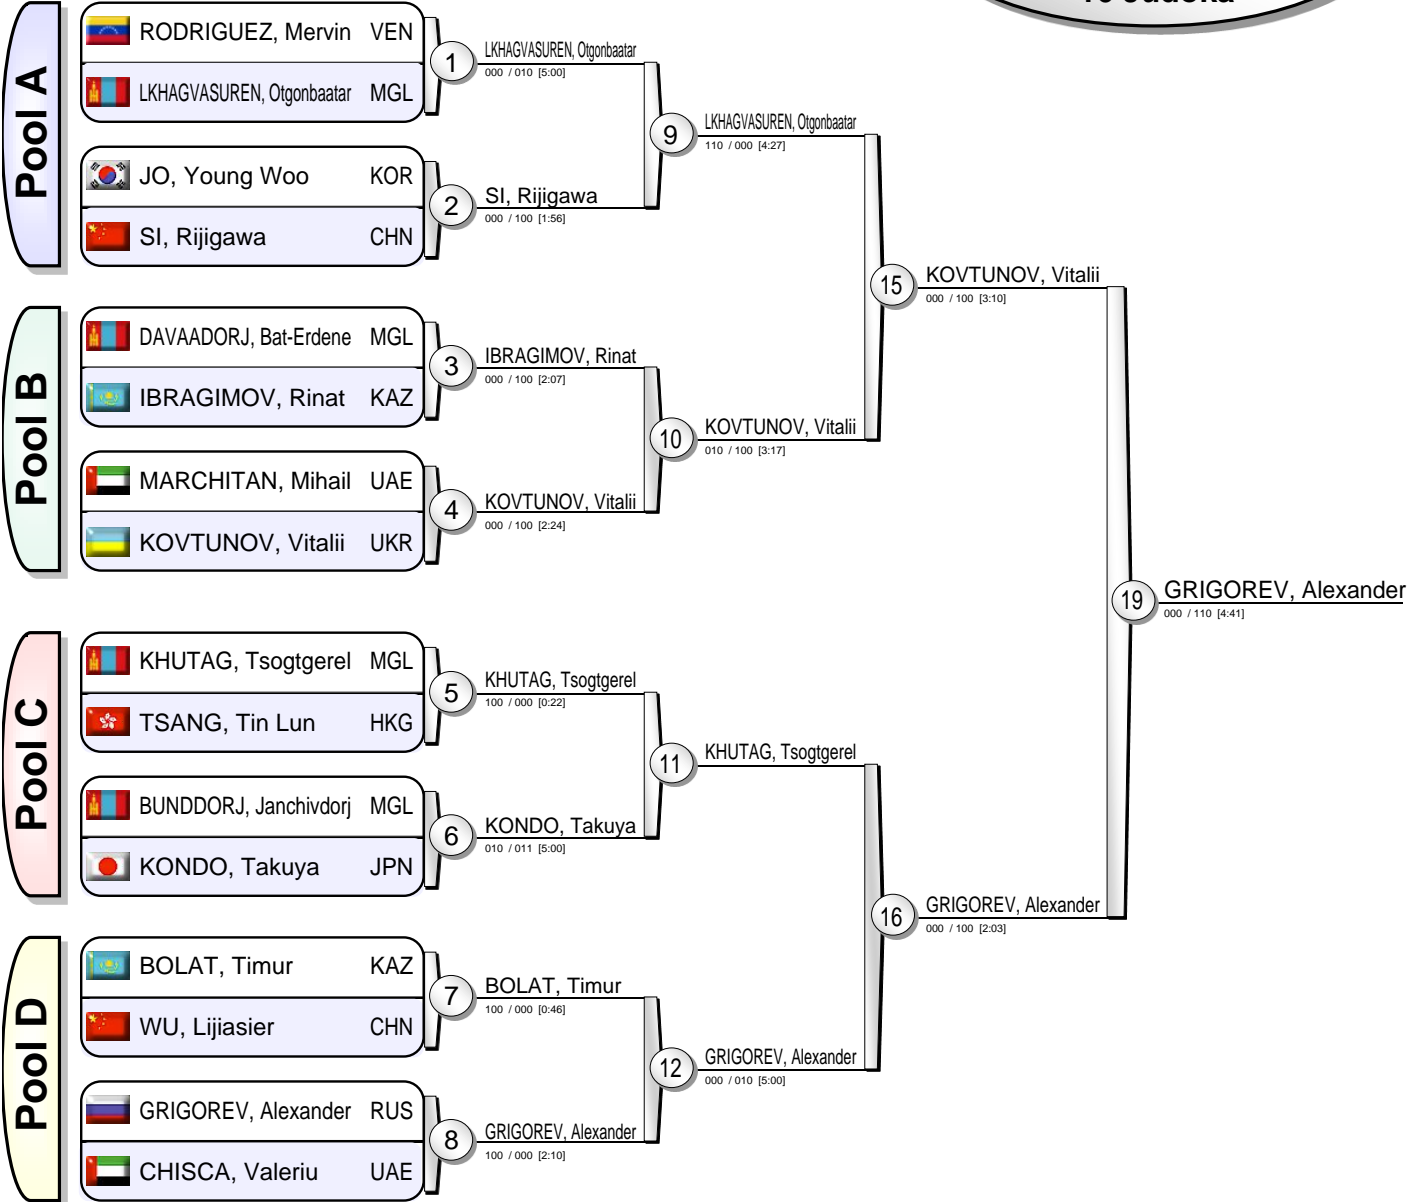 Pool A
RODRIGUEZ, Mervin VEN
LKHAGVASUREN, Otgonbaatar MGL
1
LKHAGVASUREN, Otgonbaatar
000 / 010 [5:00]
JO, Young Woo KOR
SI, Rijigawa CHN
2
SI, Rijigawa
000 / 100 [1:56]
9
LKHAGVASUREN, Otgonbaatar
110 / 000 [4:27]
Pool B
DAVAADORJ, Bat-Erdene MGL
IBRAGIMOV, Rinat KAZ
3
IBRAGIMOV, Rinat
000 / 100 [2:07]
MARCHITAN, Mihail UAE
KOVTUNOV, Vitalii UKR
4
KOVTUNOV, Vitalii
000 / 100 [2:24]
10
KOVTUNOV, Vitalii
010 / 100 [3:17]
15
KOVTUNOV, Vitalii
000 / 100 [3:10]
Pool C
KHUTAG, Tsogtgerel MGL
TSANG, Tin Lun HKG
5
KHUTAG, Tsogtgerel
100 / 000 [0:22]
BUNDDORJ, Janchivdorj MGL
KONDO, Takuya JPN
6
KONDO, Takuya
010 / 011 [5:00]
11
KHUTAG, Tsogtgerel
Pool D
BOLAT, Timur KAZ
WU, Lijiasier CHN
7
BOLAT, Timur
100 / 000 [0:46]
GRIGOREV, Alexander RUS
CHISCA, Valeriu UAE
8
GRIGOREV, Alexander
100 / 000 [2:10]
12
GRIGOREV, Alexander
000 / 010 [5:00]
16
GRIGOREV, Alexander
000 / 100 [2:03]
19
GRIGOREV, Alexander
000 / 110 [4:41]